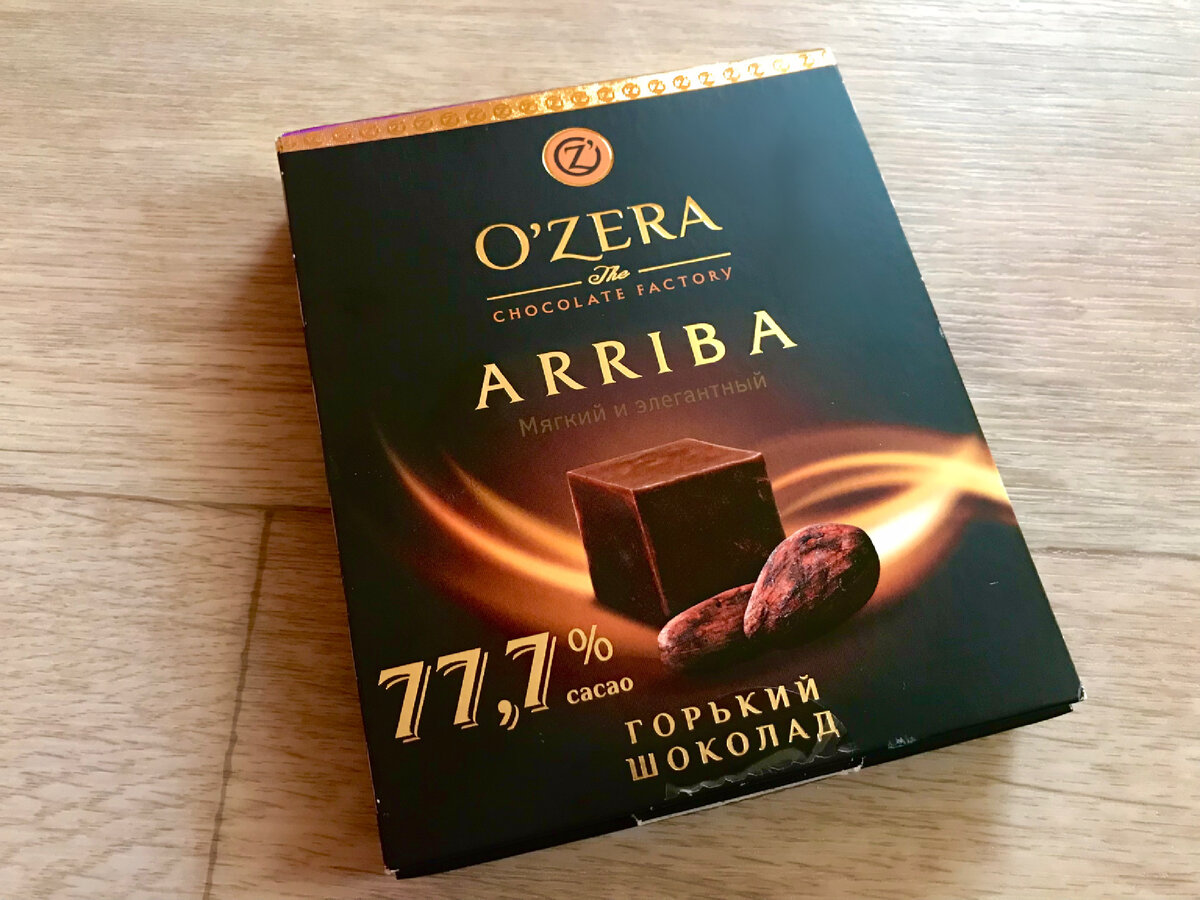 Z'
O'ZERA
The
CHOCOLATE FACTORY
ARRIBA
Мягкий и элегантный
77,7%
cacao
ГОРЬКИЙ
ШОКОЛАД